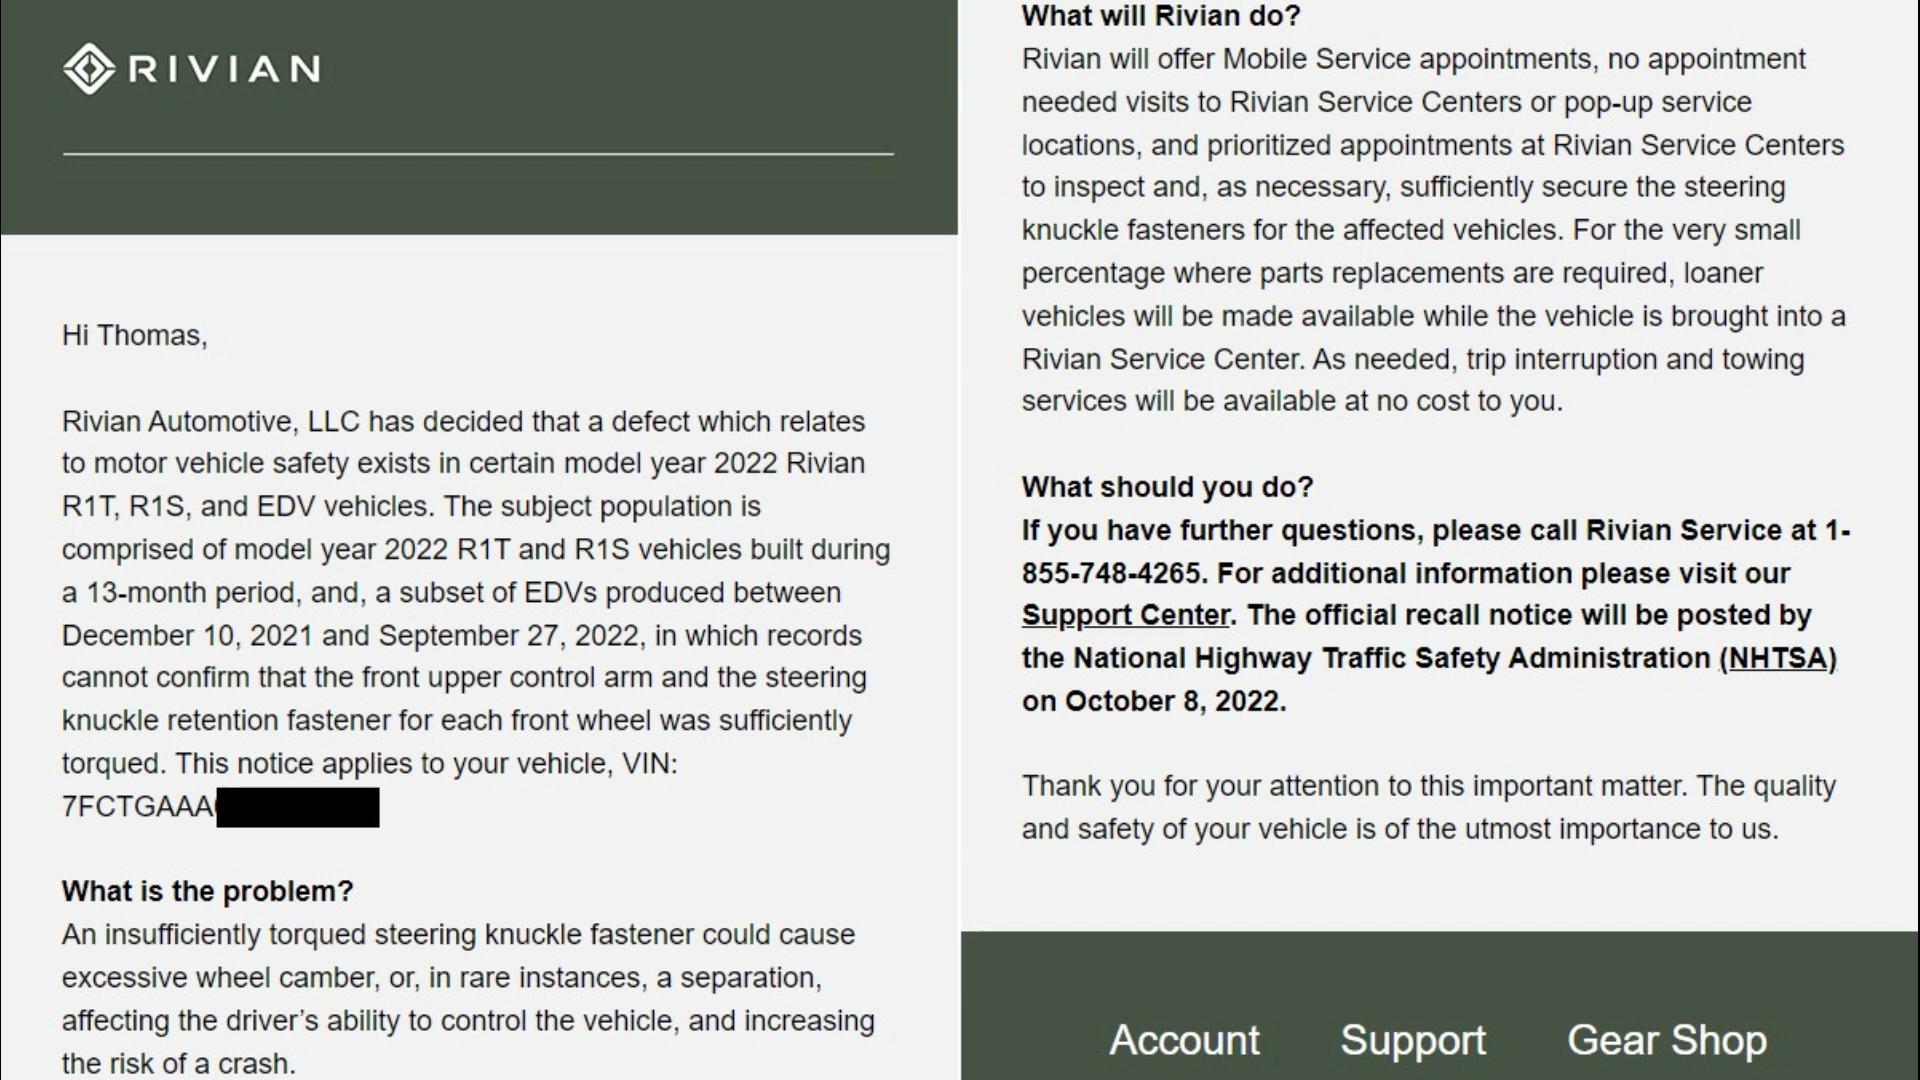 RIVIAN
Hi Thomas,
Rivian Automotive, LLC has decided that a defect which relates
to motor vehicle safety exists in certain model year 2022 Rivian
R1T, R1S, and EDV vehicles. The subject population is
comprised of model year 2022 R1T and R1S vehicles built during
a 13-month period, and, a subset of EDVs produced between
December 10, 2021 and September 27, 2022, in which records
cannot confirm that the front upper control arm and the steering
knuckle retention fastener for each front wheel was sufficiently
torqued. This notice applies to your vehicle, VIN:
7FCTGAAA
What is the problem?
An insufficiently torqued steering knuckle fastener could cause
excessive wheel camber, or, in rare instances, a separation,
affecting the driver’s ability to control the vehicle, and increasing
the risk of a crash.
What will Rivian do?
Rivian will offer Mobile Service appointments, no appointment
needed visits to Rivian Service Centers or pop-up service
locations, and prioritized appointments at Rivian Service Centers
to inspect and, as necessary, sufficiently secure the steering
knuckle fasteners for the affected vehicles. For the very small
percentage where parts replacements are required, loaner
vehicles will be made available while the vehicle is brought into a
Rivian Service Center. As needed, trip interruption and towing
services will be available at no cost to you.
What should you do?
If you have further questions, please call Rivian Service at 1-
855-748-4265. For additional information please visit our
Support Center. The official recall notice will be posted by
the National Highway Traffic Safety Administration (NHTSA)
on October 8, 2022.
Thank you for your attention to this important matter. The quality
and safety of your vehicle is of the utmost importance to us.
Account Support Gear Shop